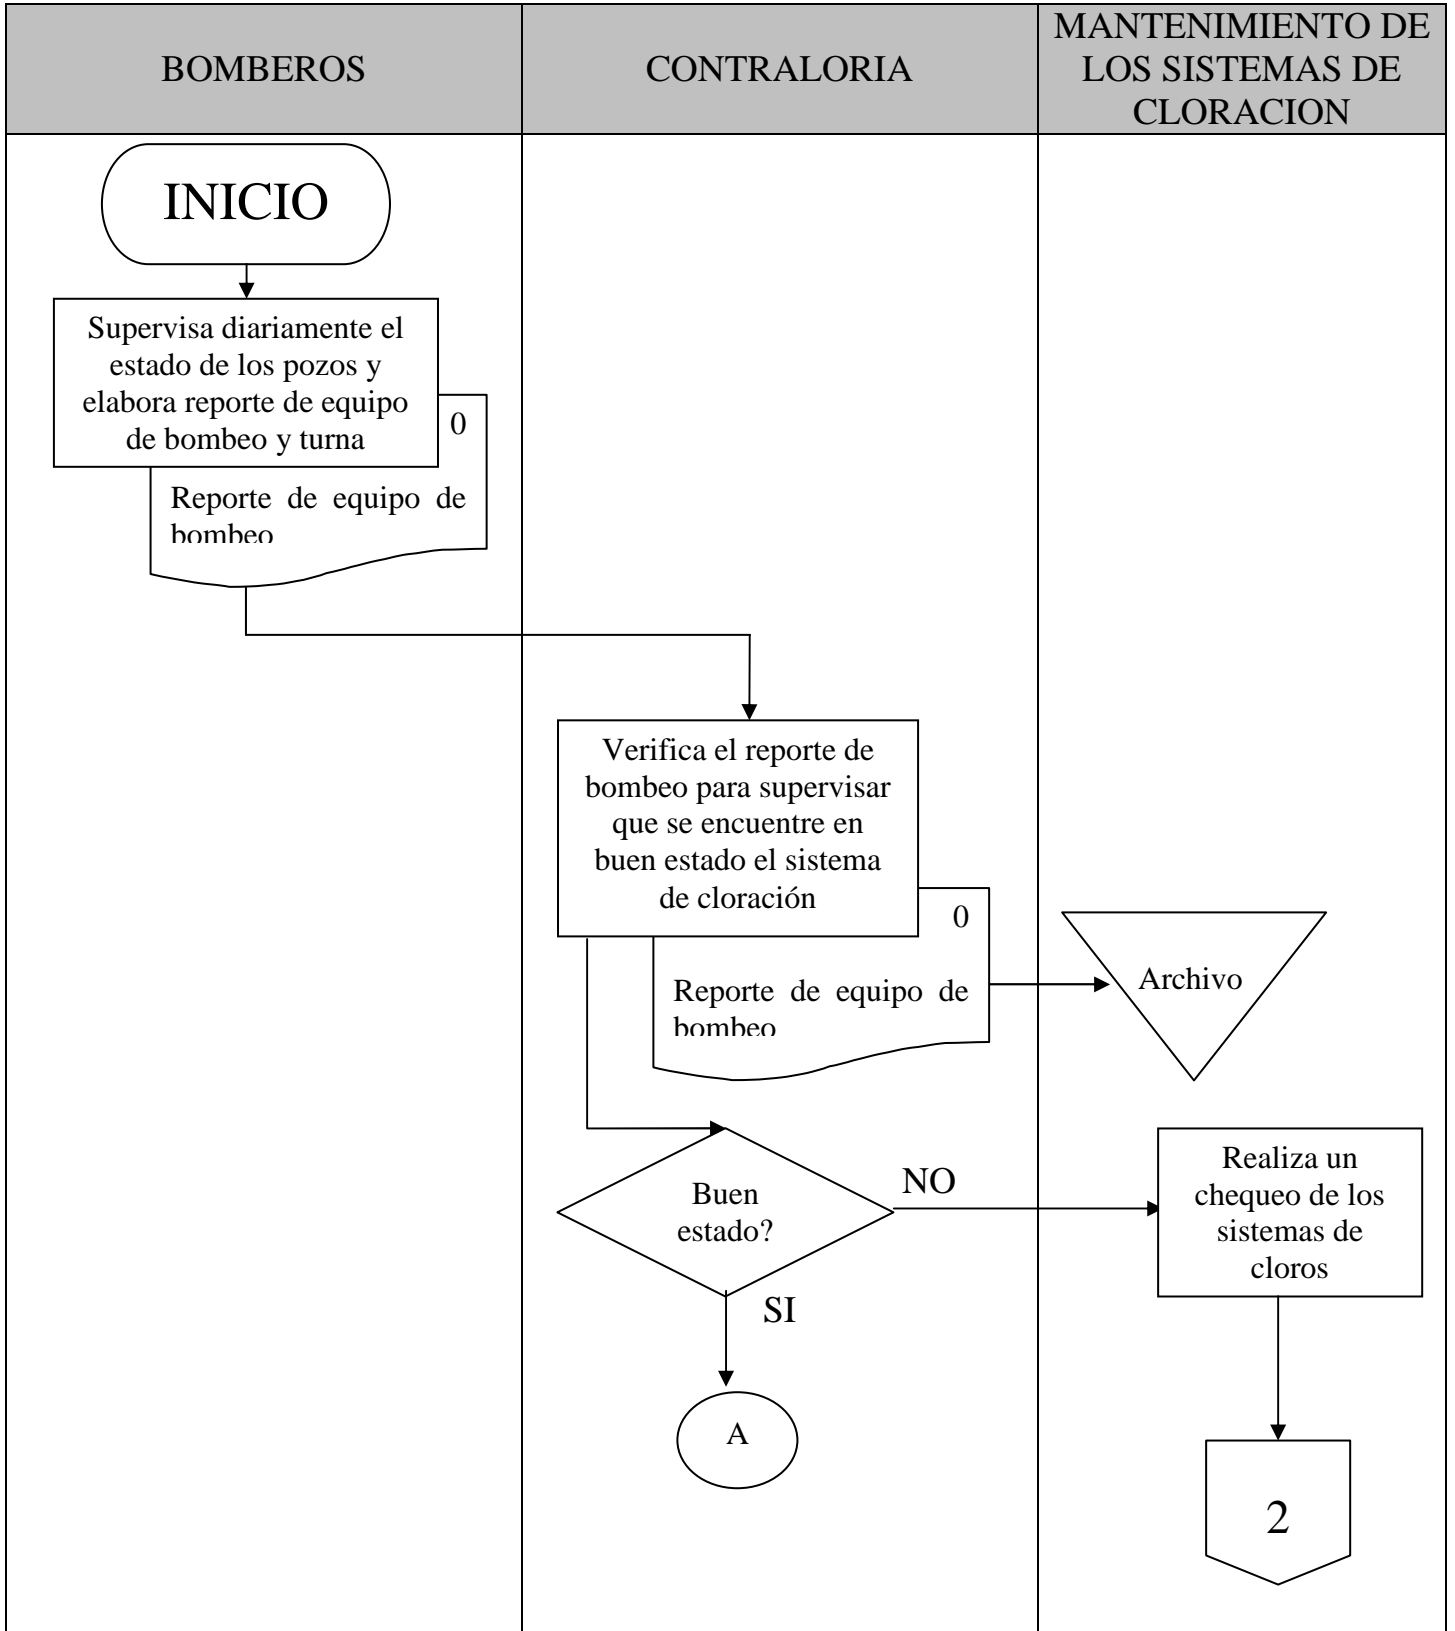 BOMBEROS
CONTRALORIA
MANTENIMIENTO DE
LOS SISTEMAS DE
CLORACION
INICIO
Supervisa diariamente el
estado de los pozos y
elabora reporte de equipo
de bombeo y turna
0
Reporte de equipo de
bombeo
Verifica el reporte de
bombeo para supervisar
que se encuentre en
buen estado el sistema
de cloración
0
Reporte de equipo de
bombeo
Archivo
Buen
estado?
NO
SI
Realiza un
chequeo de los
sistemas de
cloros
A
2